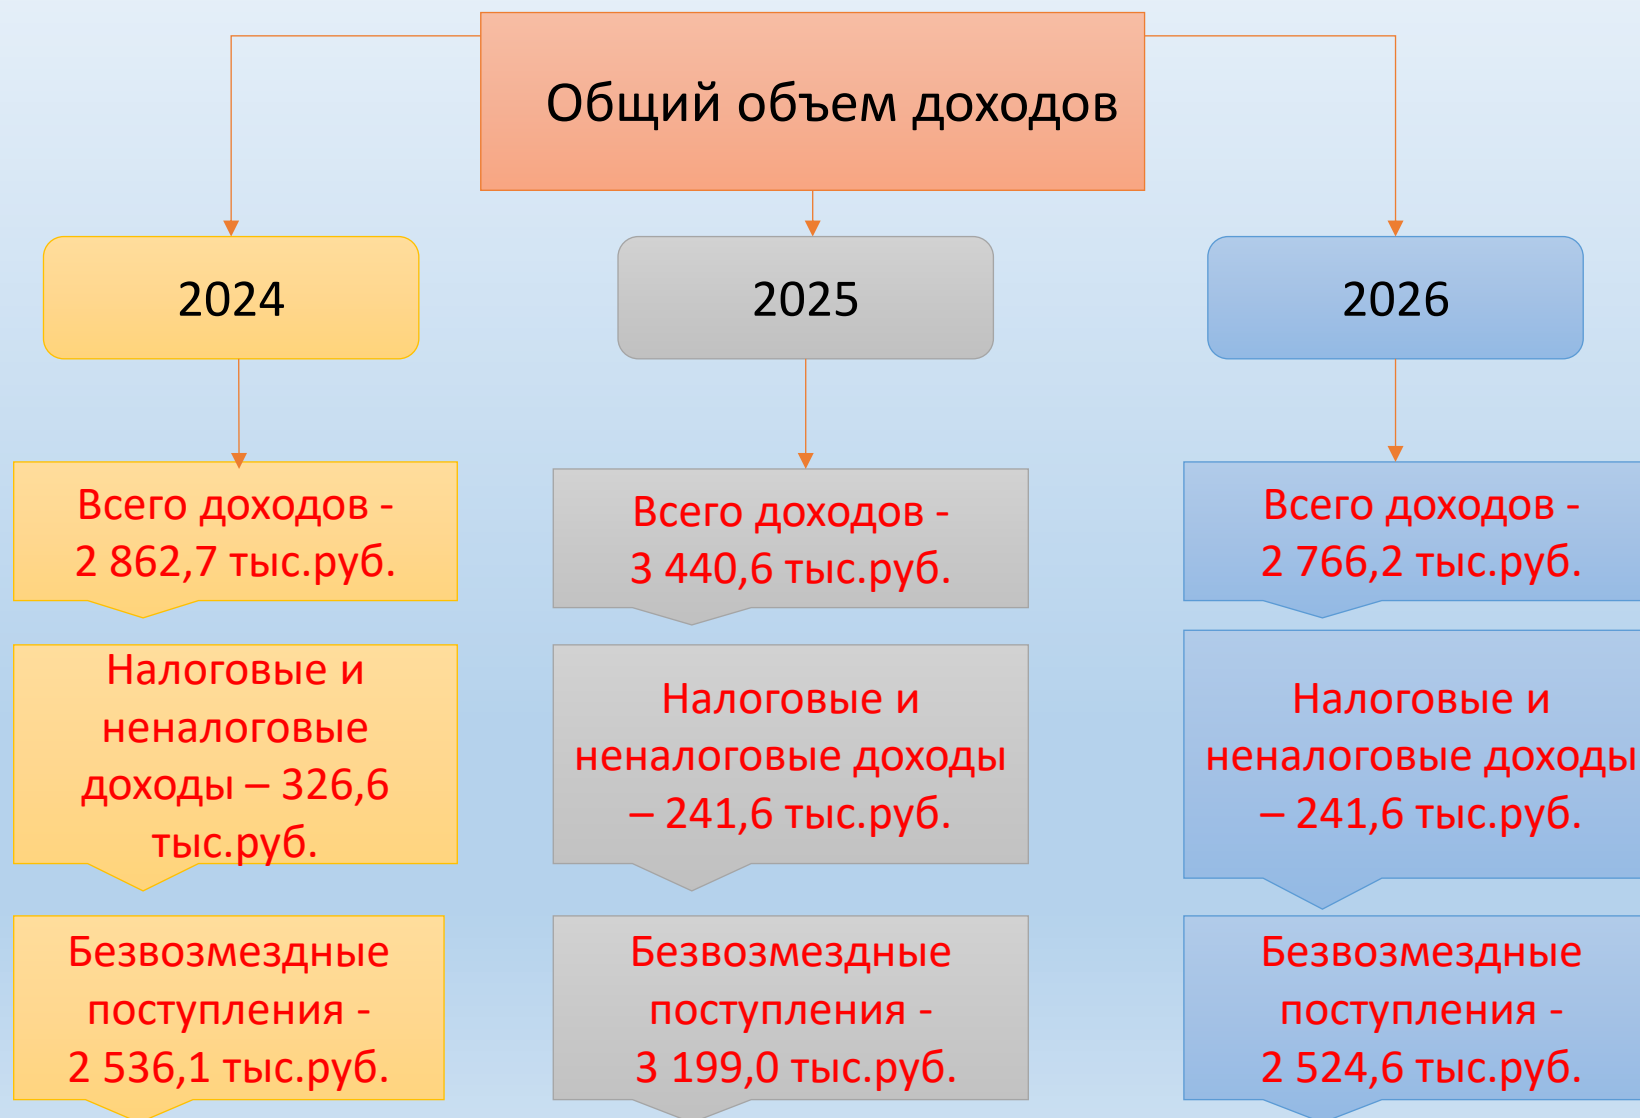 Общий объем доходов
2024
2025
2026
Всего доходов -
2 862,7 тыс.руб.
Всего доходов -
3 440,6 тыс.руб.
Всего доходов -
2 766,2 тыс.руб.
Налоговые и
неналоговые
доходы – 326,6
тыс.руб.
Налоговые и
неналоговые доходы
– 241,6 тыс.руб.
Налоговые и
неналоговые доходы
– 241,6 тыс.руб.
Безвозмездные
поступления -
2 536,1 тыс.руб.
Безвозмездные
поступления -
3 199,0 тыс.руб.
Безвозмездные
поступления -
2 524,6 тыс.руб.